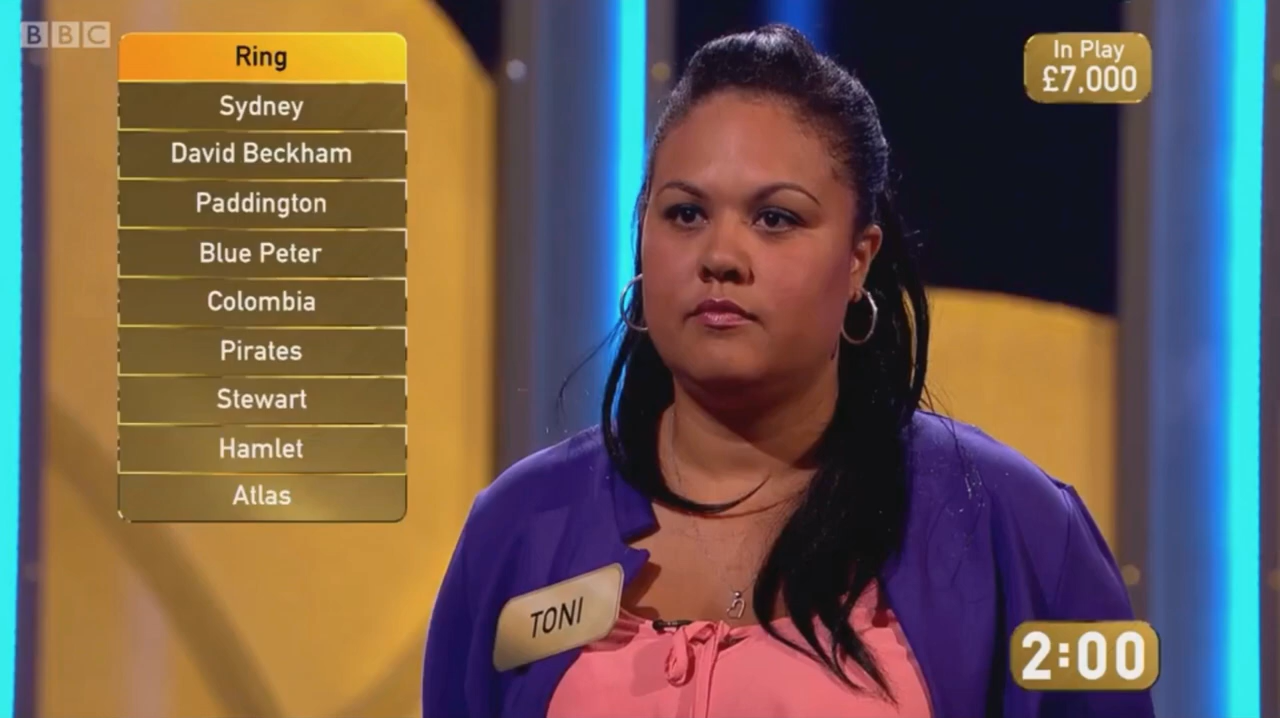 BBC
Ring
Sydney
David Beckham
Paddington
Blue Peter
Colombia
Pirates
Stewart
Hamlet
Atlas
In Play
£7,000
TONI
2:00